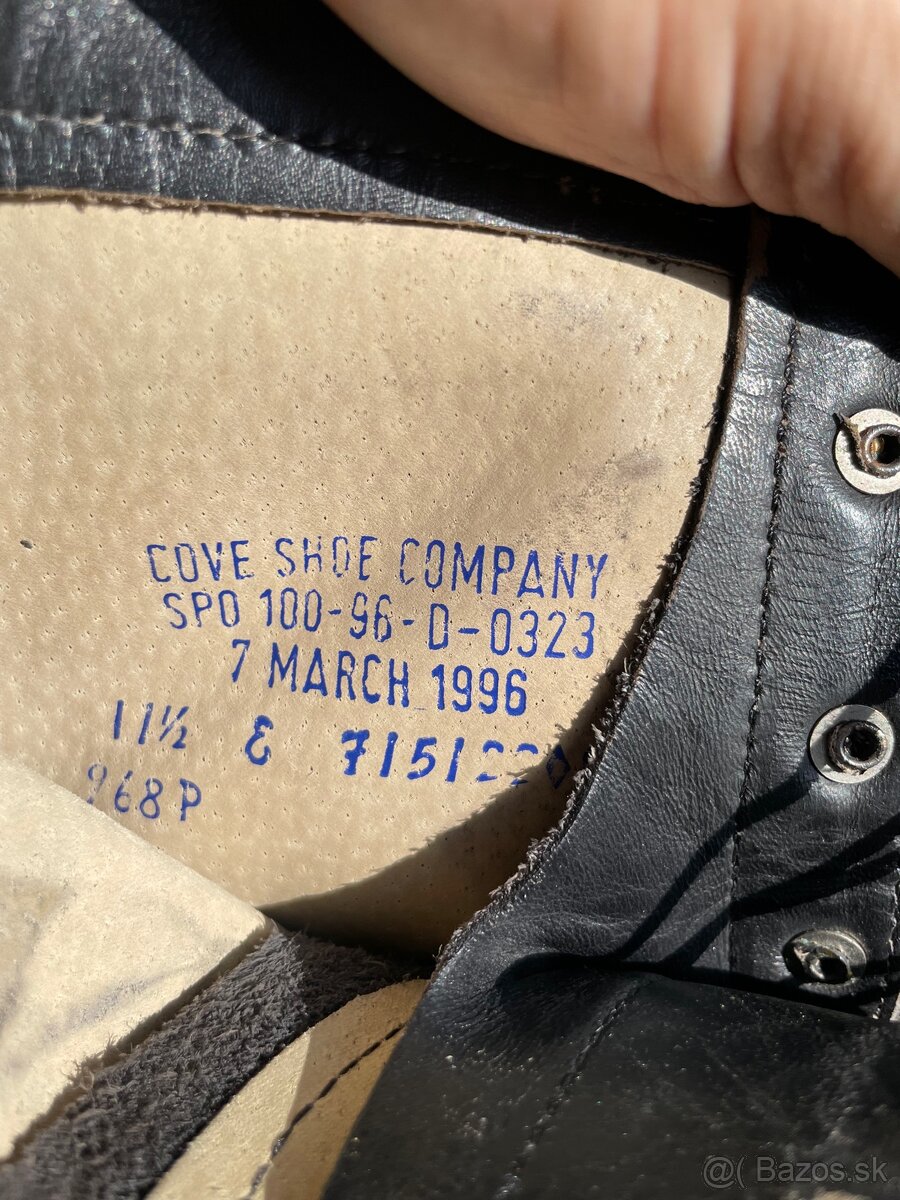 COVE SHOE COMPANY
SPO 100-96-D-0323
7 MARCH 1996
11½ E
968P
@( Bazos.sk